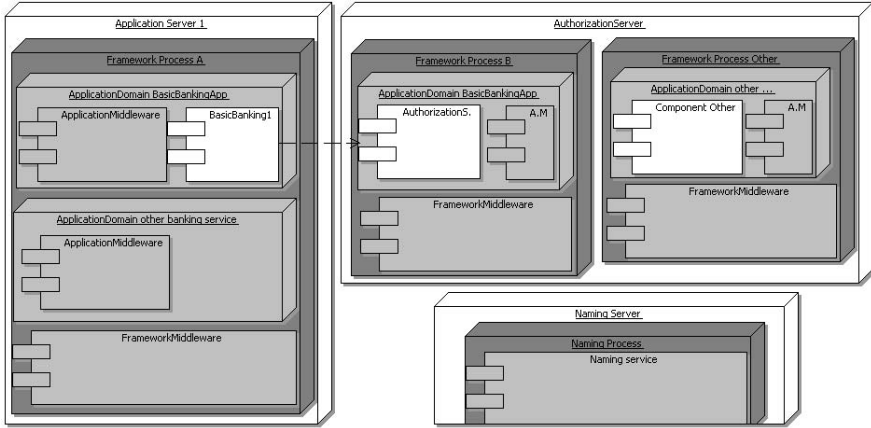 Application Server 1
Framework Process A
ApplicationDomain BasicBankingApp
ApplicationMiddleware
BasicBanking1
ApplicationDomain other banking service
ApplicationMiddleware
FrameworkMiddleware
AuthorizationServer
Framework Process B
ApplicationDomain BasicBankingApp
AuthorizationS.
A.M
FrameworkMiddleware
Framework Process Other
ApplicationDomain other ...
Component Other
A.M
FrameworkMiddleware
Naming Server
Naming Process
Naming service